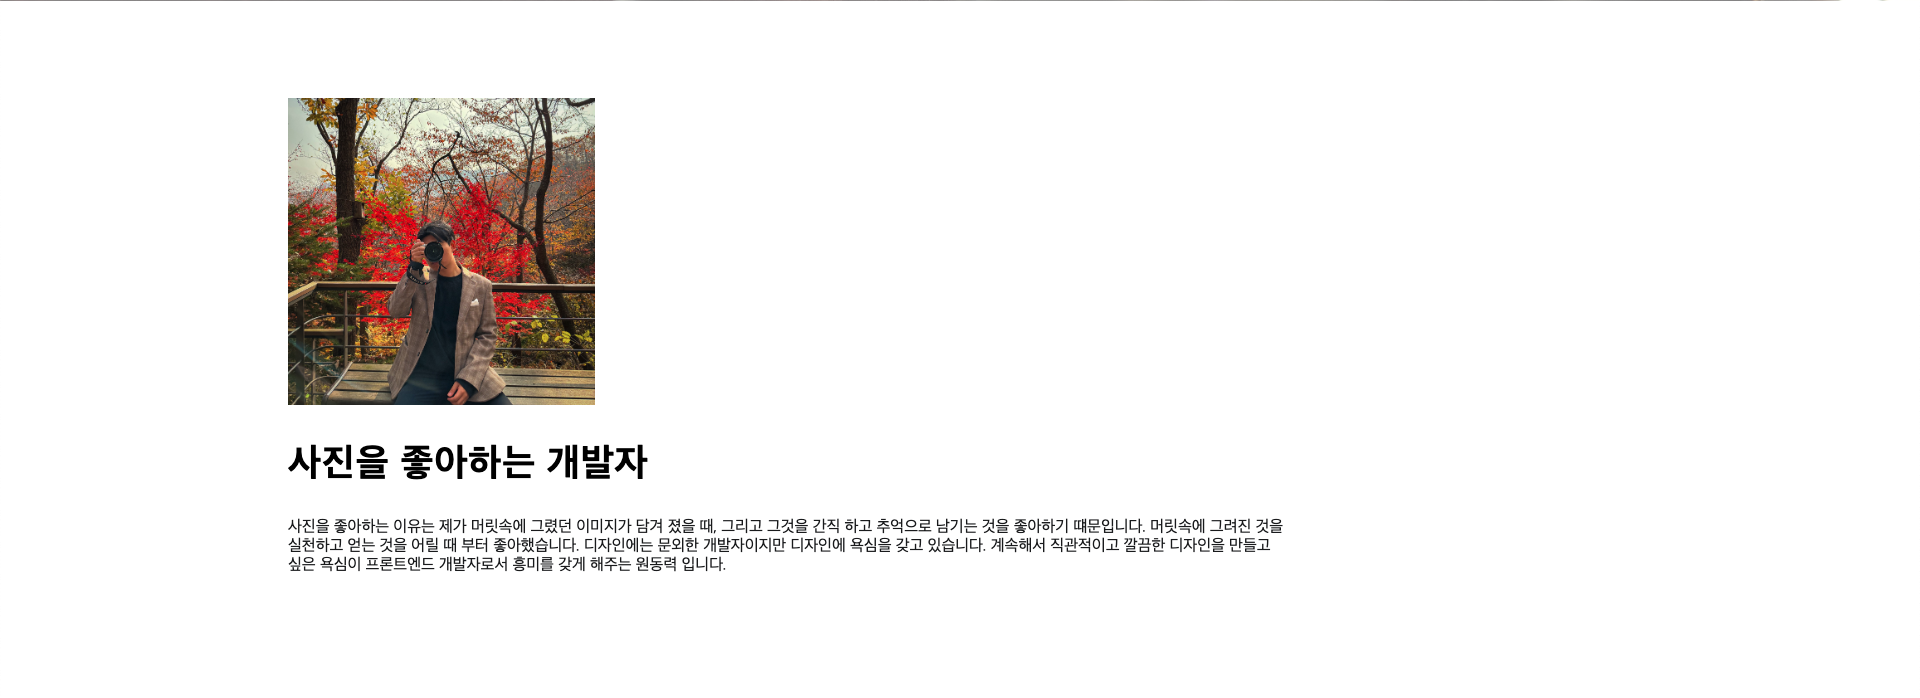 사진을 좋아하는 개발자
사진을 좋아하는 이유는 제가 머릿속에 그렸던 이미지가 담겨 졌을 때, 그리고 그것을 간직 하고 추억으로 남기는 것을 좋아하기 떄문입니다. 머릿속에 그려진 것을
실천하고 얻는 것을 어릴 때 부터 좋아했습니다. 디자인에는 문외한 개발자이지만 디자인에 욕심을 갖고 있습니다. 계속해서 직관적이고 깔끔한 디자인을 만들고
싶은 욕심이 프론트엔드 개발자로서 흥미를 갖게 해주는 원동력 입니다.